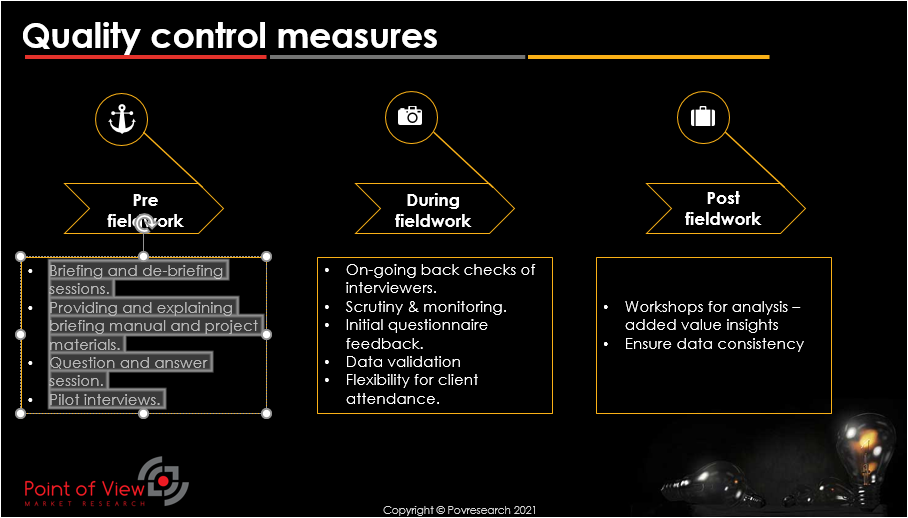 Quality control measures
Pre
fieldwork
During
fieldwork
Post
fieldwork
• Briefing and de-briefing
sessions.
• Providing and explaining
briefing manual and project
materials.
• Question and answer
session.
• Pilot interviews.
• On-going back checks of
interviewers.
• Scrutiny & monitoring.
• Initial questionnaire
feedback.
• Data validation
• Flexibility for client
attendance.
• Workshops for analysis –
added value insights
• Ensure data consistency
Point of View
MARKET RESEARCH
Copyright © Povresearch 2021